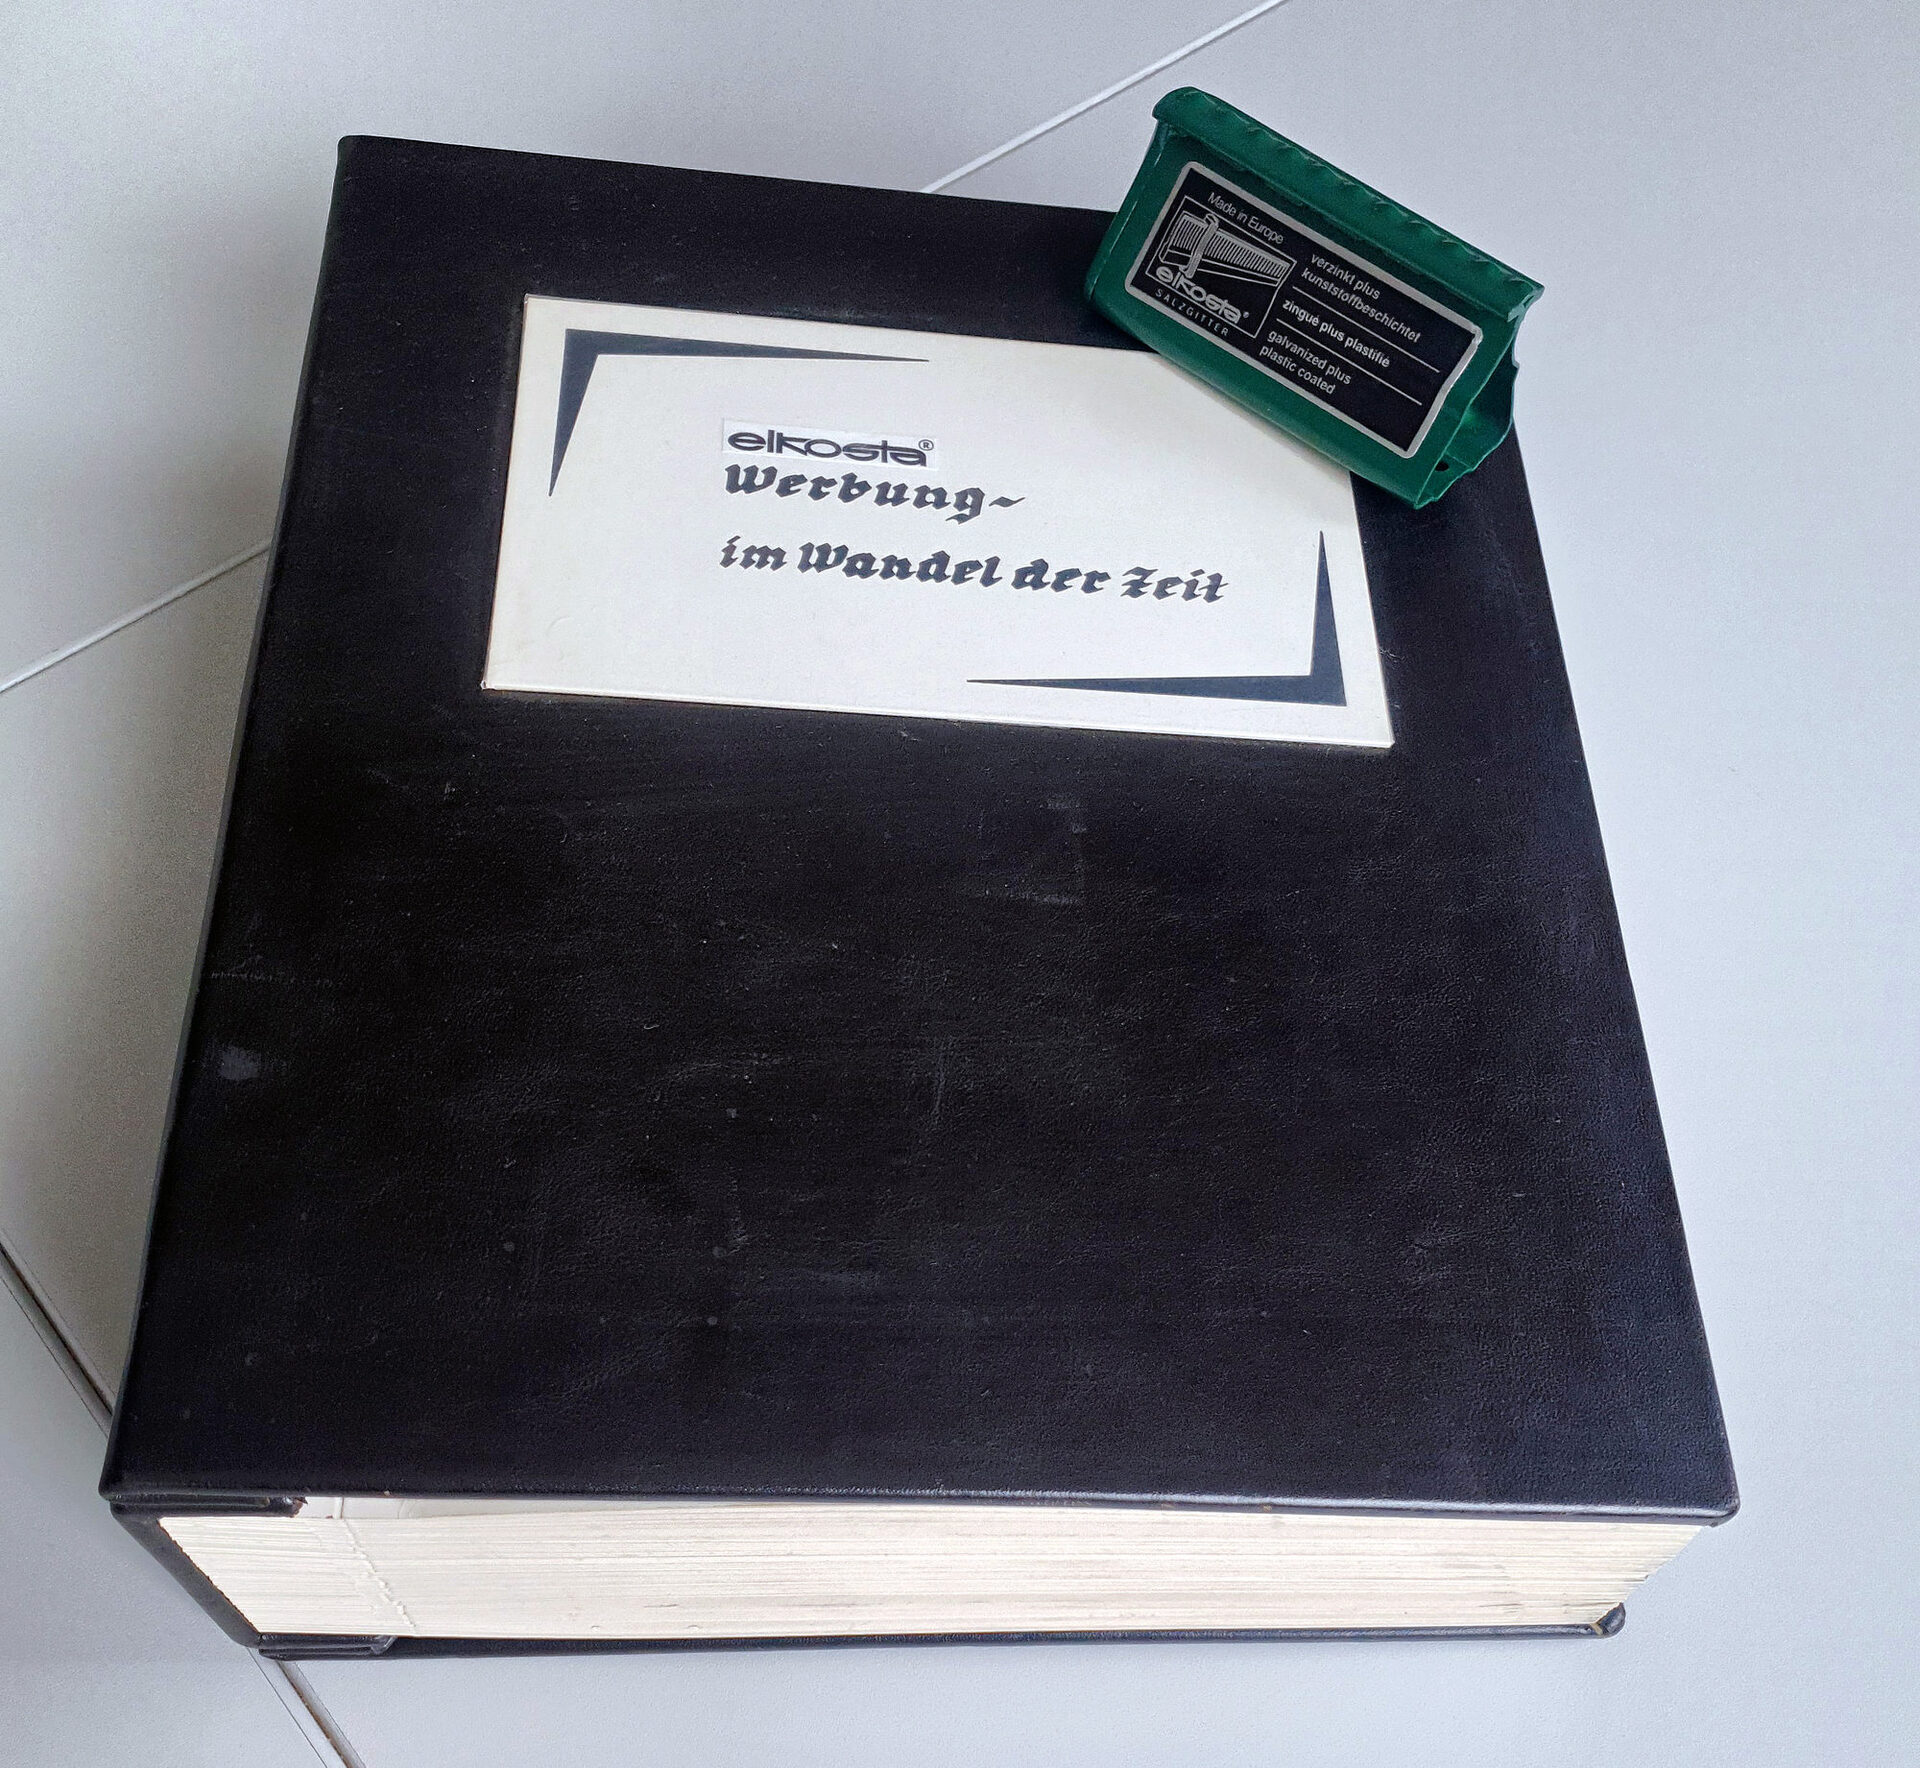 elkosta®
Werbung-
im Wandel der Zeit
Made in Europe
elkosta®
SALZGITTER
verzinkt plus
kunststoffbeschichtet
zingué plus plastifié
galvanized plus
plastic coated